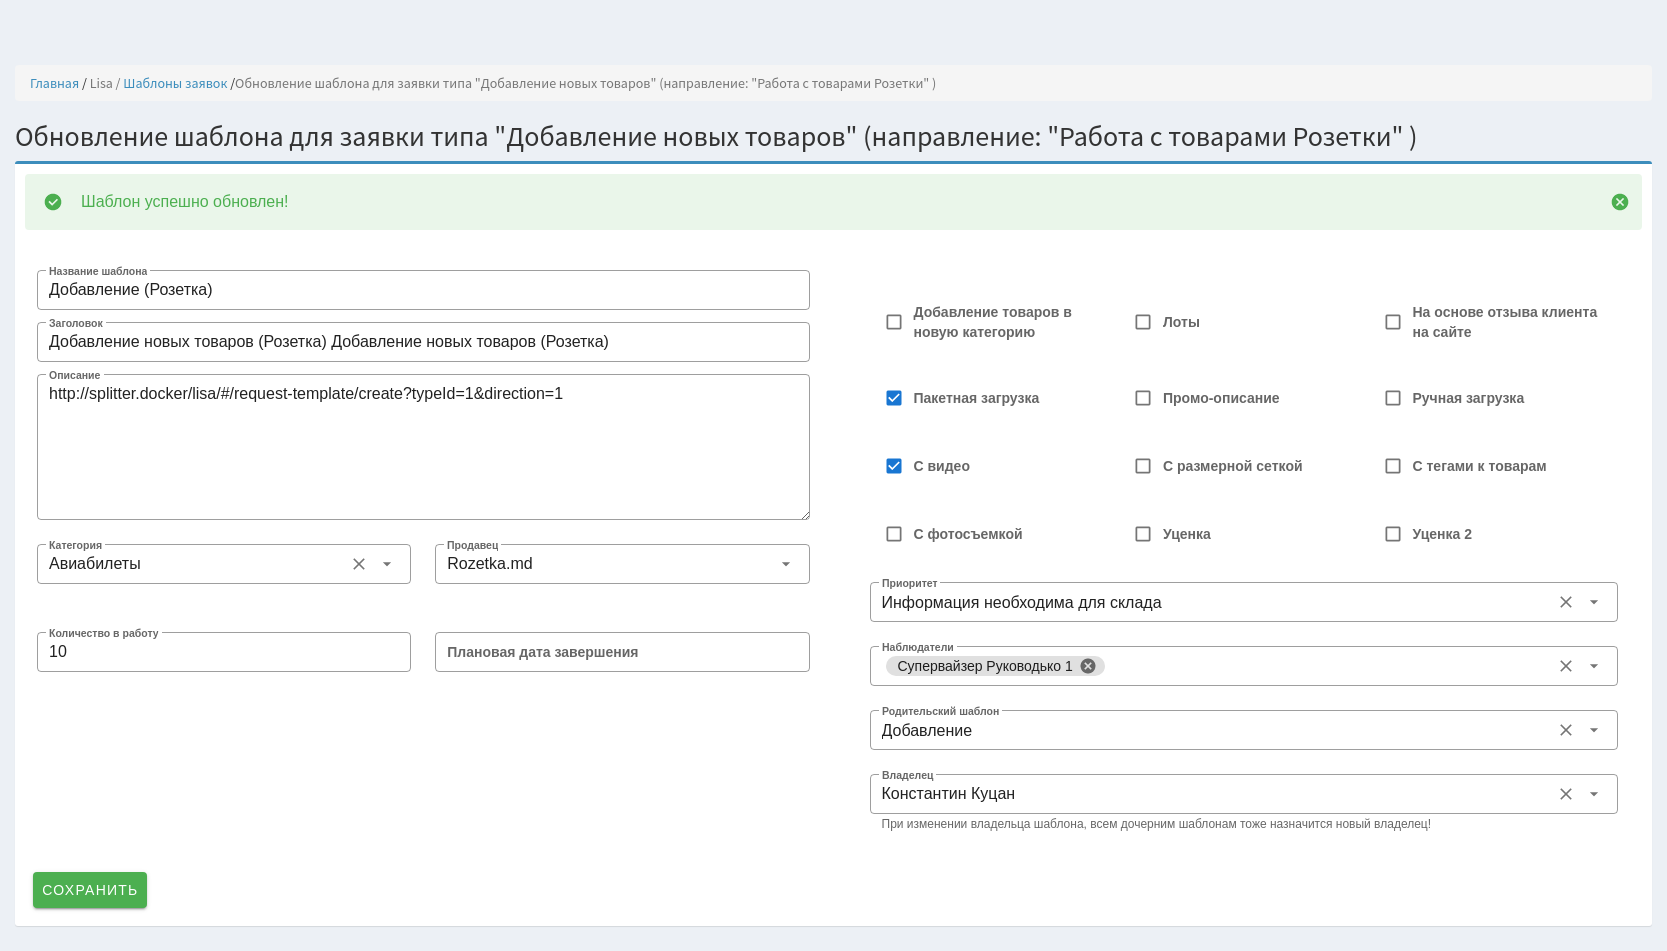 Главная / Lisa / Шаблоны заявок /Обновление шаблона для заявки типа "Добавление новых товаров" (направление: "Работа с товарами Розетки" )
Обновление шаблона для заявки типа "Добавление новых товаров" (направление: "Работа с товарами Розетки" )
Шаблон успешно обновлен!
Название шаблона
Добавление (Розетка)
Заголовок
Добавление новых товаров (Розетка) Добавление новых товаров (Розетка)
Описание
http://splitter.docker/lisa/#/request-template/create?typeId=1&direction=1
Категория
Авиабилеты
Продавец
Rozetka.md
Количество в работу
10
Плановая дата завершения
Добавление товаров в
новую категорию
Лоты
На основе отзыва клиента
на сайте
Пакетная загрузка
Промо-описание
Ручная загрузка
С видео
С размерной сеткой
С тегами к товарам
С фотосъемкой
Уценка
Уценка 2
Приоритет
Информация необходима для склада
Наблюдатели
Супервайзер Руководько 1
Родительский шаблон
Добавление
Владелец
Константин Куцан
При изменении владельца шаблона, всем дочерним шаблонам тоже назначится новый владелец!
СОХРАНИТЬ